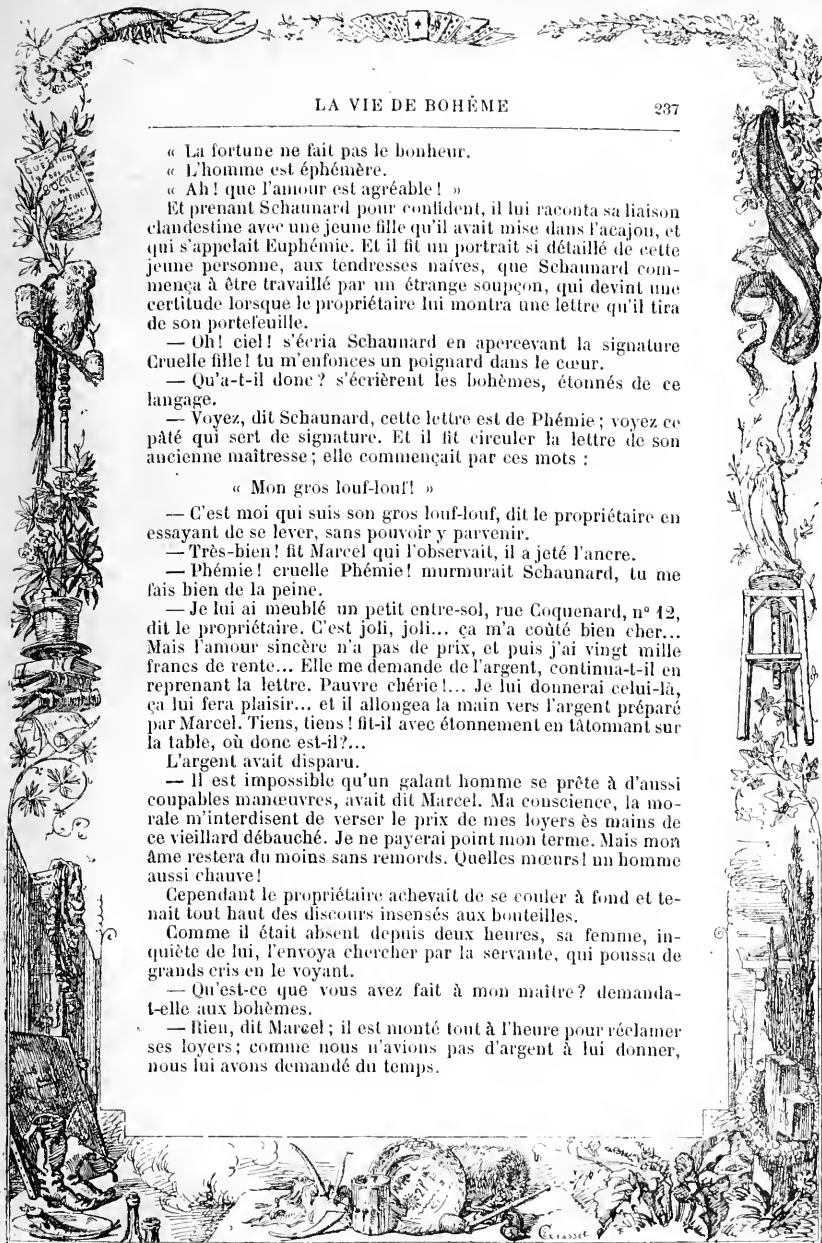 LA VIE DE BOHÈME 237
« La fortune ne fait pas le bonheur.
« L'homme est éphémère.
« Ah ! que l'amour est agréable ! »
Et prenant Schaunard pour confident, il lui raconta sa liaison
clandestine avec une jeune fille qu'il avait mise dans l'acajou, et
qui s'appelait Euphémie. Et il fit un portrait si détaillé de cette
jeune personne, aux tendresses naïves, que Schaunard com-
mença à être travaillé par un étrange soupçon, qui devint une
certitude lorsque le propriétaire lui montra une lettre qu'il tira
de son portefeuille.
— Oh! ciel! s'écria Schaunard en apercevant la signature
Cruelle fille! tu m'enfonces un poignard dans le cœur.
— Qu'a-t-il donc ? s'écrièrent les bohèmes, étonnés de ce
langage.
— Voyez, dit Schaunard, cette lettre est de Phémie ; voyez ce
pâté qui sert de signature. Et il fit circuler la lettre de son
ancienne maîtresse ; elle commençait par ces mots :
« Mon gros louf-louf! »
— C'est moi qui suis son gros louf-louf, dit le propriétaire en
essayant de se lever, sans pouvoir y parvenir.
— Très-bien ! fit Marcel qui l'observait, il a jeté l'ancre.
— Phémie! cruelle Phémie! murmurait Schaunard, tu me
fais bien de la peine.
— Je lui ai meublé un petit entre-sol, rue Coquenard, n° 12,
dit le propriétaire. C'est joli, joli... ça m'a coûté bien cher...
Mais l'amour sincère n'a pas de prix, et puis j'ai vingt mille
francs de rente... Elle me demande de l'argent, continua-t-il en
reprenant la lettre. Pauvre chérie!... Je lui donnerai celui-là,
ça lui fera plaisir... et il allongea la main vers l'argent préparé
par Marcel. Tiens, tiens ! fit-il avec étonnement en tâtonnant sur
la table, où donc est-il?...
L'argent avait disparu.
— Il est impossible qu'un galant homme se prête à d'aussi
coupables manœuvres, avait dit Marcel. Ma conscience, la mo-
rale m'interdisent de verser le prix de mes loyers ès mains de
ce vieillard débauché. Je ne payerai point mon terme. Mais mon
âme restera du moins sans remords. Quelles mœurs! un homme
aussi chauve!
Cependant le propriétaire achevait de se couler à fond et te-
nait tout haut des discours insensés aux bouteilles.
Comme il était absent depuis deux heures, sa femme, in-
quiète de lui, l'envoya chercher par la servante, qui poussa de
grands cris en le voyant.
— Qu'est-ce que vous avez fait à mon maître? demanda-
t-elle aux bohèmes.
— Rien, dit Marcel ; il est monté tout à l'heure pour réclamer
ses loyers ; comme nous n'avions pas d'argent à lui donner,
nous lui avons demandé du temps.
QUESTION
DES
SUCRES